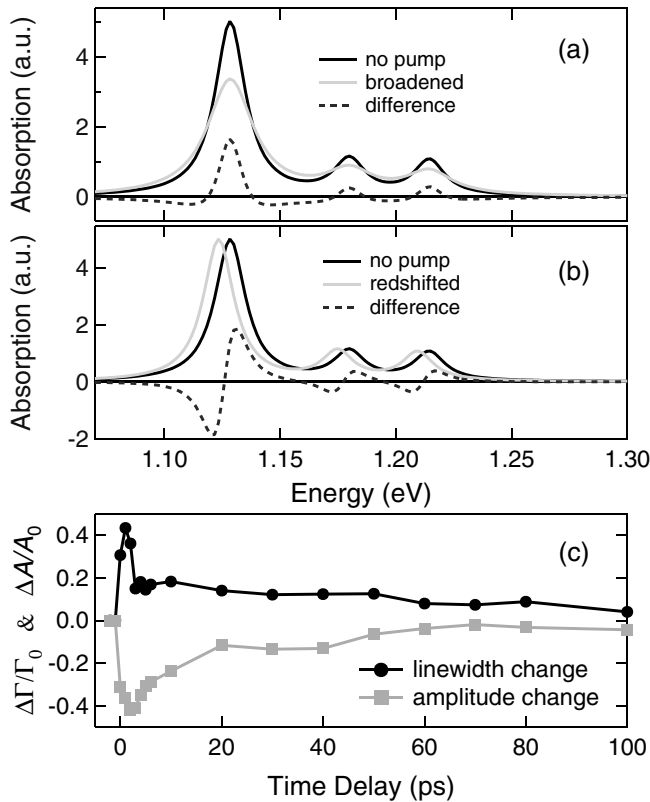 Absorption (a.u.)
4
2
0
(a)
no pump
broadened
difference
Absorption (a.u.)
4
2
0
-2
(b)
no pump
redshifted
difference
1.10 1.15 1.20 1.25 1.30
Energy (eV)
ΔΓ/Γ0 & ΔA/A0
0.4
0.2
0.0
-0.2
-0.4
(c)
linewidth change
amplitude change
0 20 40 60 80 100
Time Delay (ps)